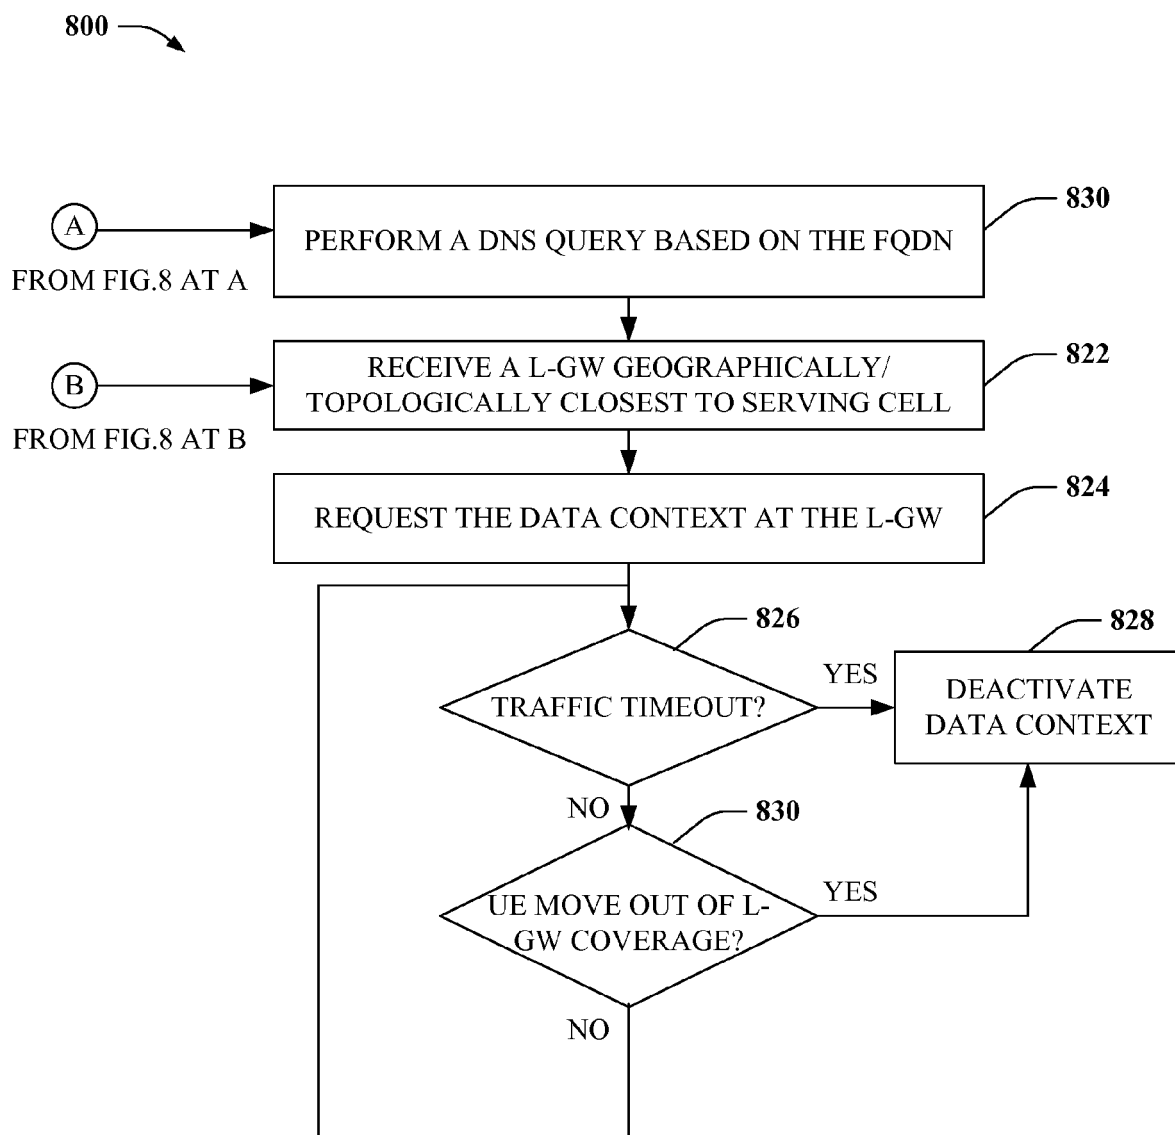 800
830
A
PERFORM A DNS QUERY BASED ON THE FQDN
FROM FIG.8 AT A
822
B
RECEIVE A L-GW GEOGRAPHICALLY/
TOPOLOGICALLY CLOSEST TO SERVING CELL
FROM FIG.8 AT B
824
REQUEST THE DATA CONTEXT AT THE L-GW
826
828
TRAFFIC TIMEOUT?
YES
DEACTIVATE
DATA CONTEXT
NO
830
UE MOVE OUT OF L-
GW COVERAGE?
YES
NO